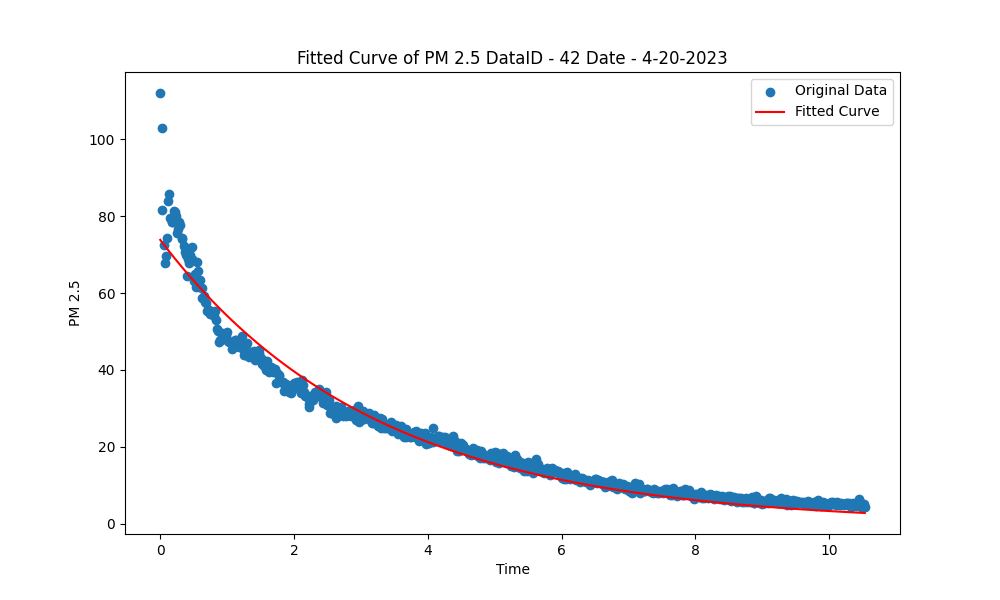 Fitted Curve of PM 2.5 DataID - 42 Date - 4-20-2023
Original Data
Fitted Curve
PM 2.5
100
80
60
40
20
0
0 2 4 6 8 10
Time